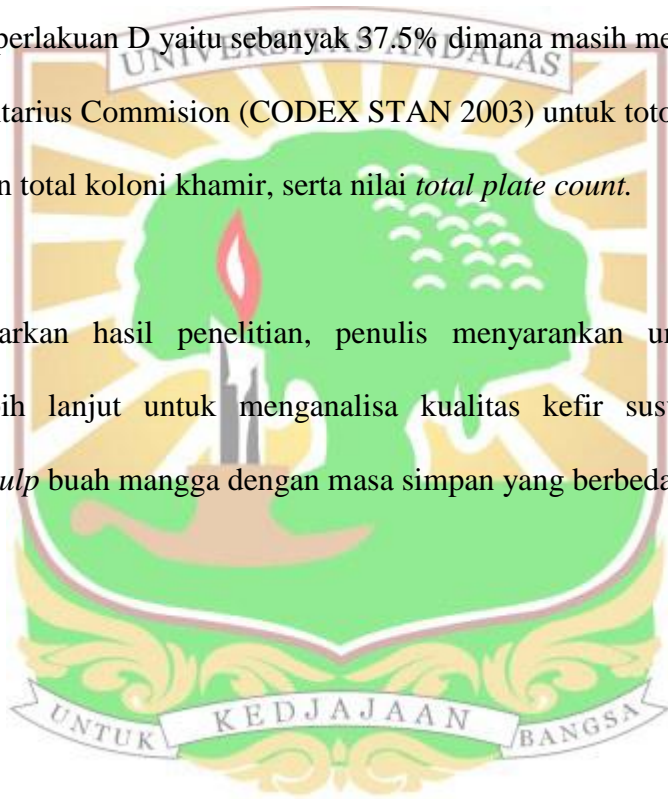 perlakuan D yaitu sebanyak 37.5% dimana masih me
UNIVERSITAS ANDALAS
tarius Commision (CODEX STAN 2003) untuk toto
n total koloni khamir, serta nilai total plate count.
arkan hasil penelitian, penulis menyarankan un
ih lanjut untuk menganalisa kualitas kefir sus
ulp buah mangga dengan masa simpan yang berbeda
UNTUK KEDJAJAAN BANGSA